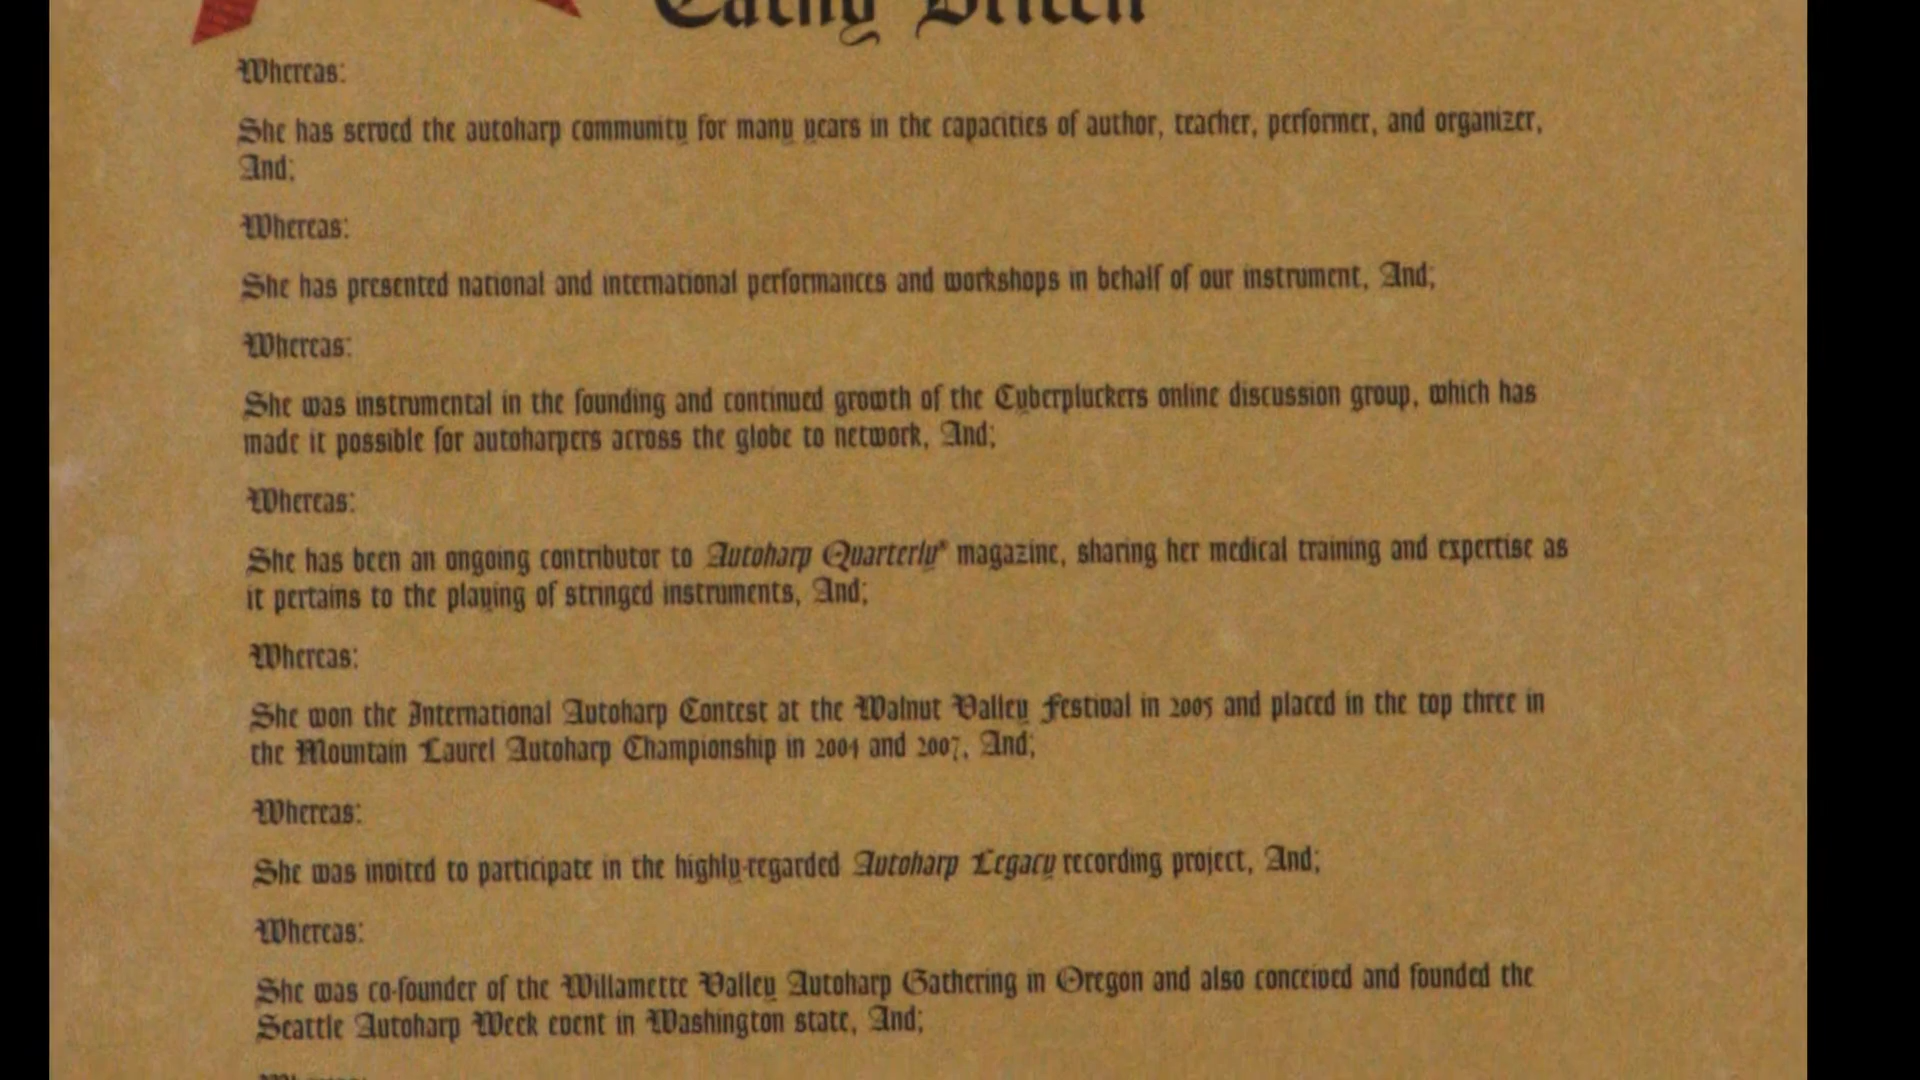 Cathy Britell
Whereas:
She has served the autoharp community for many years in the capacities of author, teacher, performer, and organizer,
And;
Whereas:
She has presented national and international performances and workshops in behalf of our instrument, And;
Whereas:
She was instrumental in the founding and continued growth of the Cyberpluckers online discussion group, which has
made it possible for autoharpers across the globe to network, And;
Whereas:
She has been an ongoing contributor to Autoharp Quarterly® magazine, sharing her medical training and expertise as
it pertains to the playing of stringed instruments, And;
Whereas:
She won the International Autoharp Contest at the Walnut Valley Festival in 2005 and placed in the top three in
the Mountain Laurel Autoharp Championship in 2004 and 2007, And;
Whereas:
She was invited to participate in the highly-regarded Autoharp Legacy recording project, And;
Whereas:
She was co-founder of the Willamette Valley Autoharp Gathering in Oregon and also conceived and founded the
Seattle Autoharp Week event in Washington state, And;